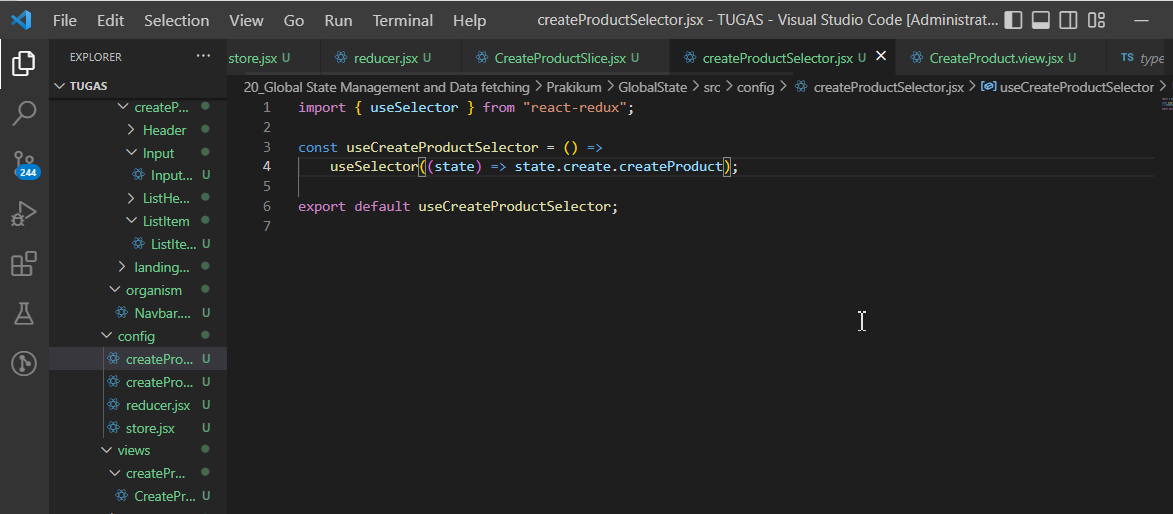 File Edit Selection View Go Run Terminal Help createProductSelector.jsx - TUGAS - Visual Studio Code [Administrat...
EXPLORER ...
TUGAS
createP...
Header
Input
Input... U
ListHe...
ListItem
ListIte... U
landing...
organism
Navbar.... U
config
createPro... U
createPro... U
reducer.jsx U
store.jsx U
views
createPr...
CreatePr... U
244
store.jsx U reducer.jsx U CreateProductSlice.jsx U createProductSelector.jsx U CreateProduct.view.jsx U TS type
20_Global State Management and Data fetching > Prakikum > GlobalState > src > config > createProductSelector.jsx > useCreateProductSelector
1 import { useSelector } from "react-redux";
2
3 const useCreateProductSelector = () =>
4 useSelector((state) => state.create.createProduct);
5
6 export default useCreateProductSelector;
7